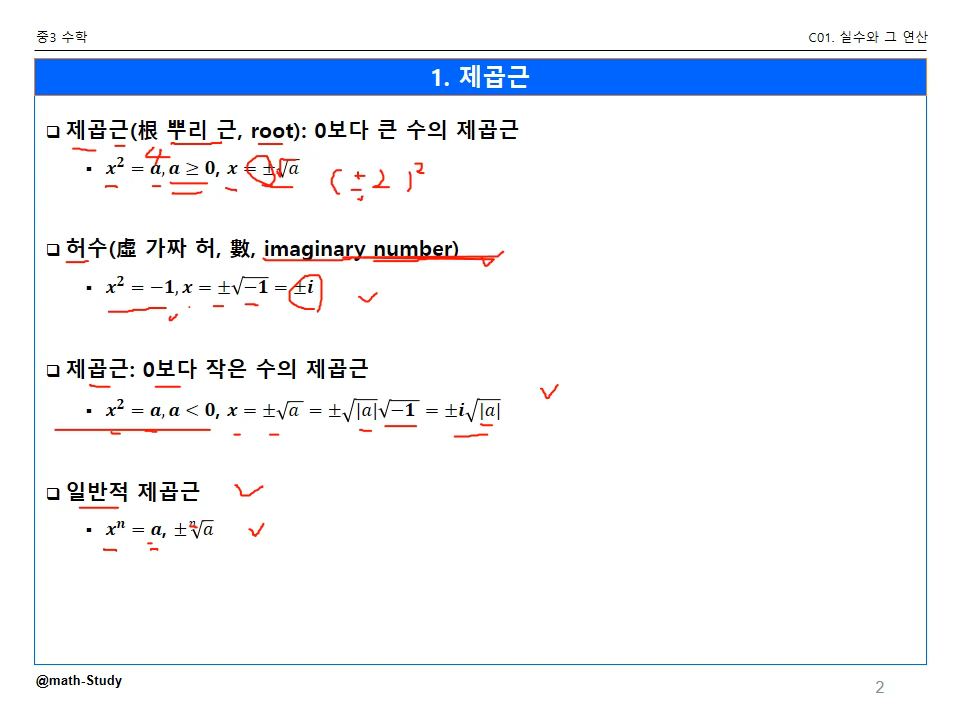 중3 수학
C01. 실수와 그 연산
1. 제곱근
❑ 제곱근(根 뿌리 근, root): 0보다 큰 수의 제곱근
▪ x² = a, a ≥ 0, x = ±√a
4
(±2)²
❑ 허수(虛 가짜 허, 數, imaginary number)
▪ x² = −1, x = ±√−1 = ±i
❑ 제곱근: 0보다 작은 수의 제곱근
▪ x² = a, a < 0, x = ±√a = ±√|a|√−1 = ±i√|a|
❑ 일반적 제곱근
▪ xⁿ = a, ±ⁿ√a
@math-Study
2